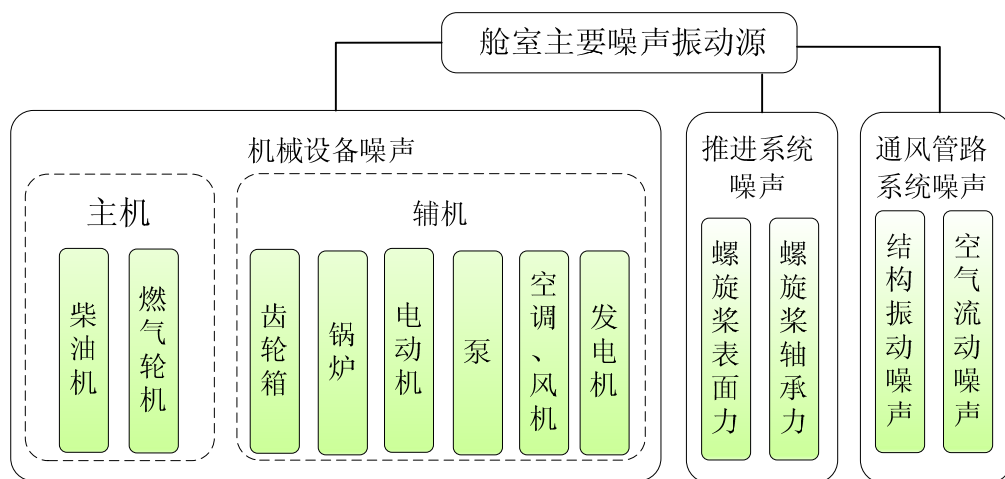 舱室主要噪声振动源
机械设备噪声
主机
柴油机
燃气轮机
辅机
齿轮箱
锅炉
电动机
泵
空调、风机
发电机
推进系统
噪声
螺旋桨表面力
螺旋桨轴承力
通风管路
系统噪声
结构振动噪声
空气流动噪声